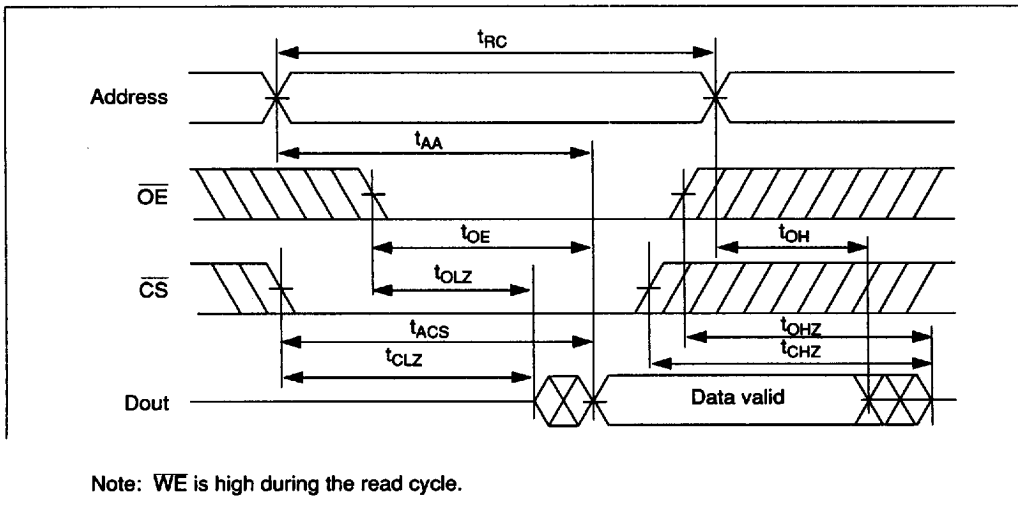 tRC
Address
tAA
OE
tOE
tOH
tOLZ
CS
tACS
tOHZ
tCLZ
tCHZ
Dout
Data valid
Note: WE is high during the read cycle.